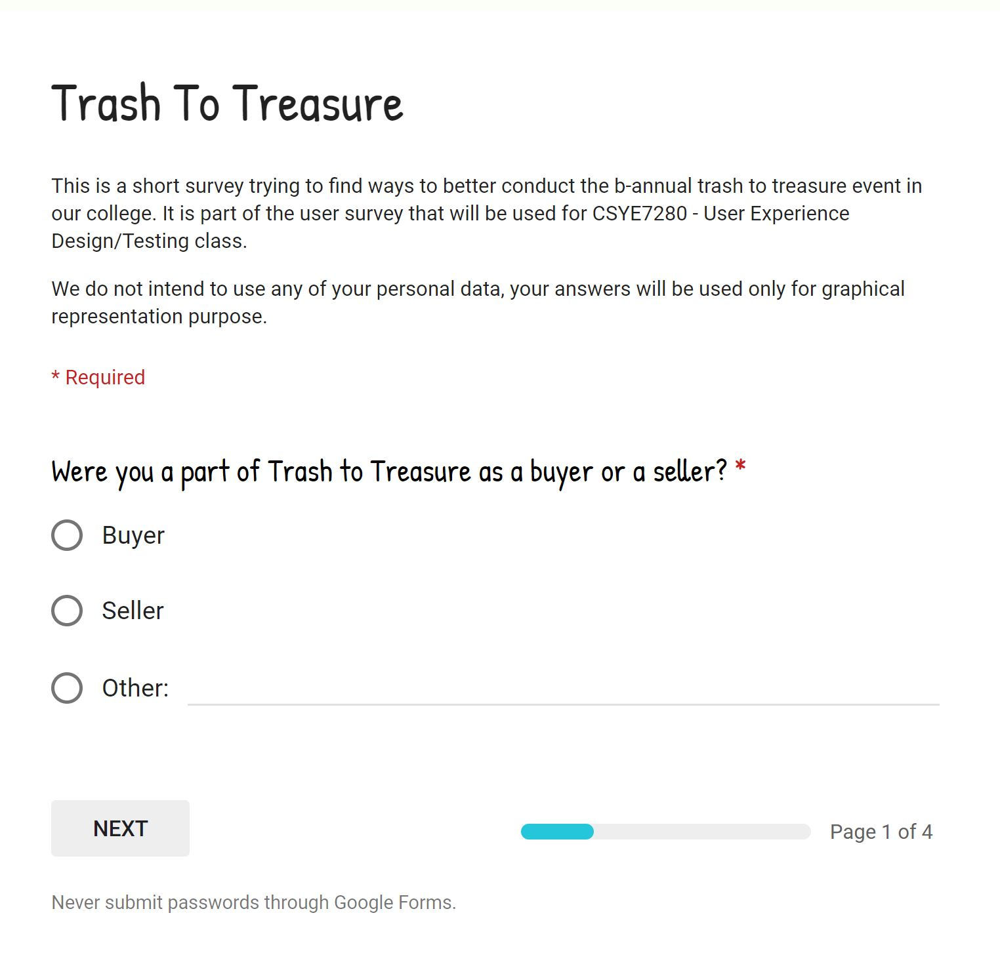 Trash To Treasure
This is a short survey trying to find ways to better conduct the b-annual trash to treasure event in
our college. It is part of the user survey that will be used for CSYE7280 - User Experience
Design/Testing class.
We do not intend to use any of your personal data, your answers will be used only for graphical
representation purpose.
* Required
Were you a part of Trash to Treasure as a buyer or a seller? *
Buyer
Seller
Other:
NEXT
Page 1 of 4
Never submit passwords through Google Forms.